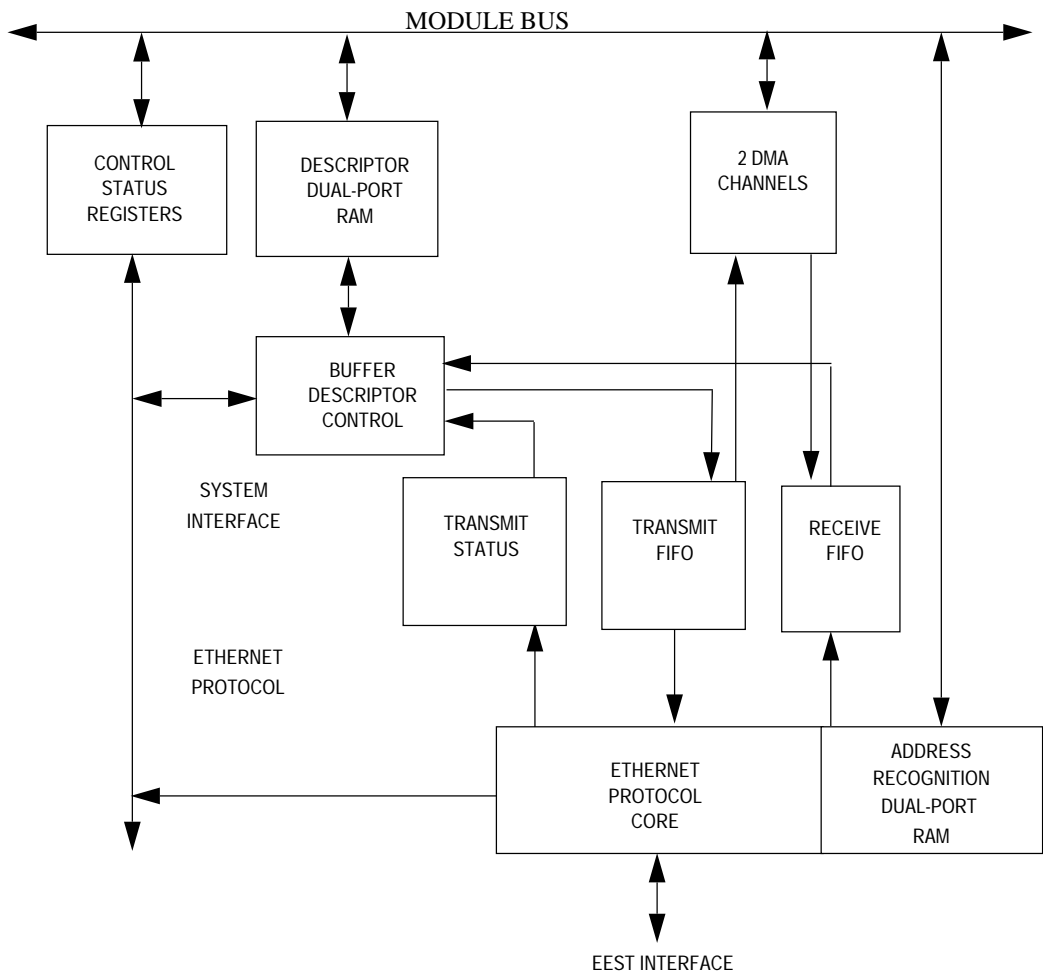 MODULE BUS
CONTROL
STATUS
REGISTERS
DESCRIPTOR
DUAL-PORT
RAM
2 DMA
CHANNELS
BUFFER
DESCRIPTOR
CONTROL
SYSTEM
INTERFACE
TRANSMIT
STATUS
TRANSMIT
FIFO
RECEIVE
FIFO
ETHERNET
PROTOCOL
ETHERNET
PROTOCOL
CORE
ADDRESS
RECOGNITION
DUAL-PORT
RAM
EEST INTERFACE